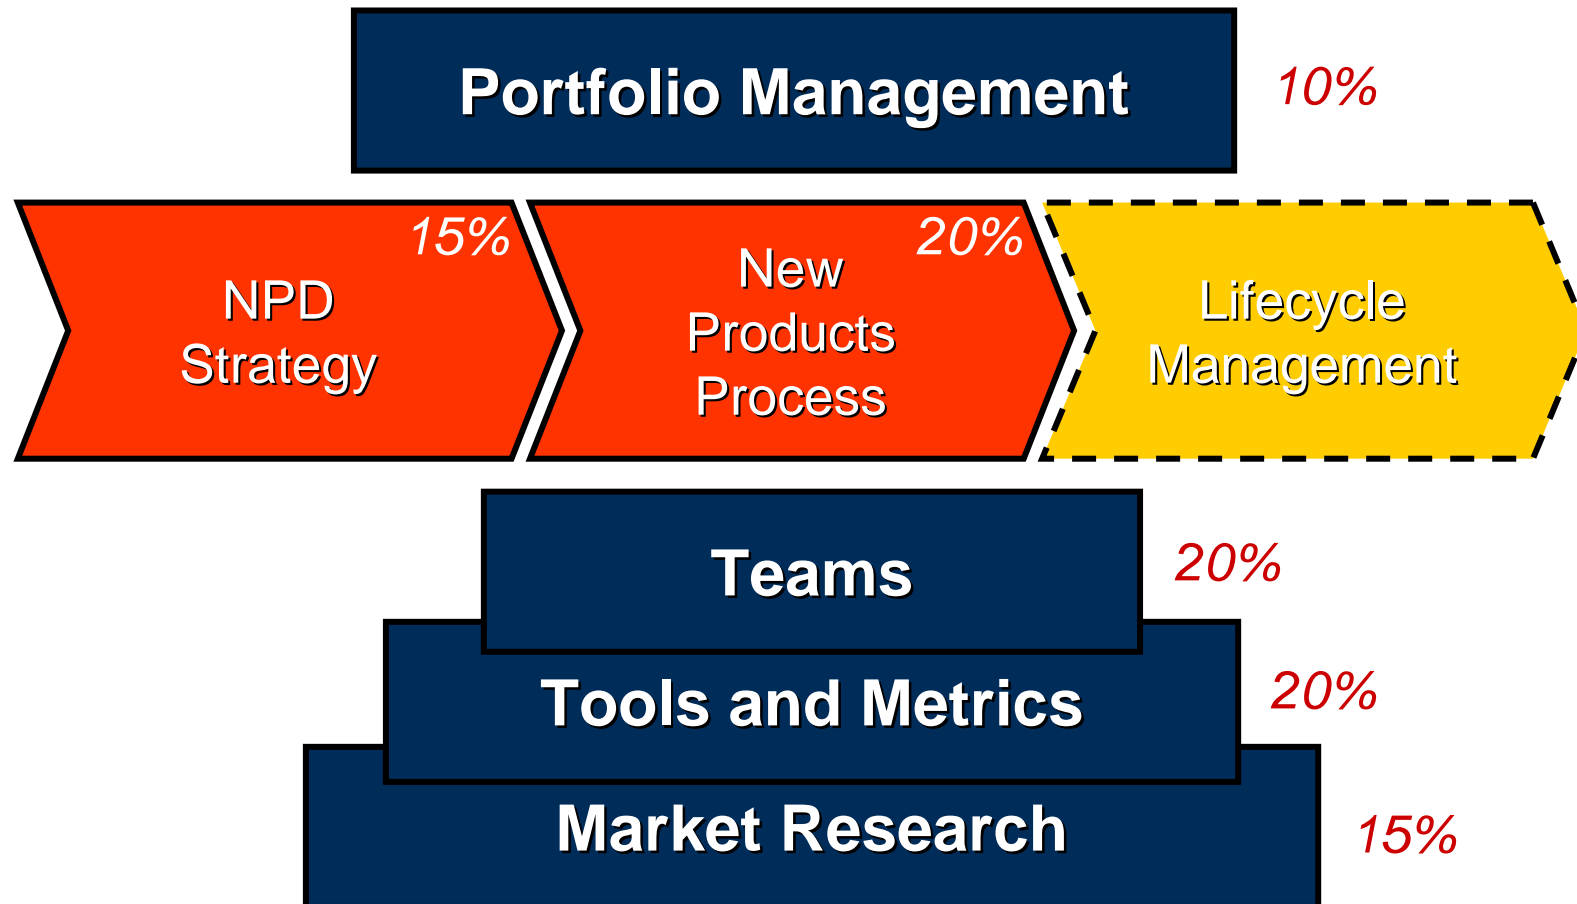 Portfolio Management
10%
15%
NPD
Strategy
20%
New
Products
Process
Lifecycle
Management
Teams
20%
Tools and Metrics
20%
Market Research
15%